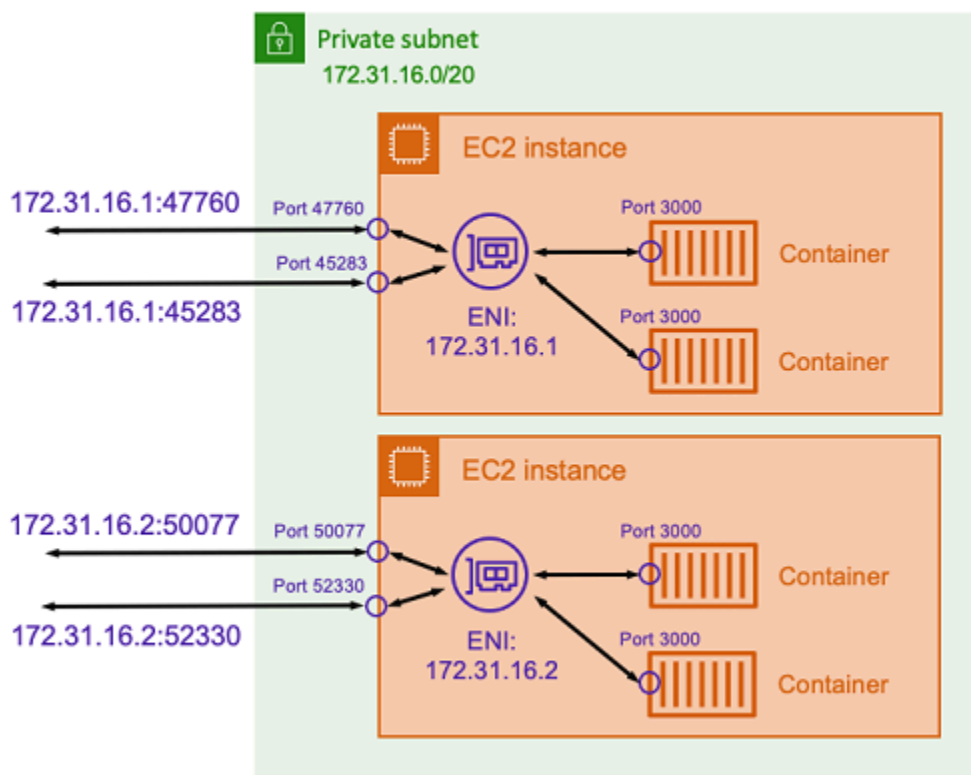 Private subnet
172.31.16.0/20
EC2 instance
172.31.16.1:47760
Port 47760
Port 3000
Container
Port 45283
172.31.16.1:45283
ENI:
172.31.16.1
Port 3000
Container
EC2 instance
172.31.16.2:50077
Port 50077
Port 3000
Container
Port 52330
172.31.16.2:52330
ENI:
172.31.16.2
Port 3000
Container